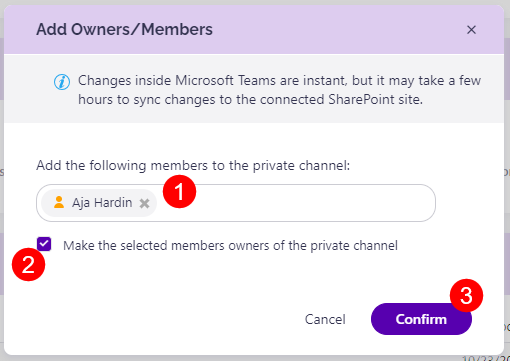 Add Owners/Members
Changes inside Microsoft Teams are instant, but it may take a few
hours to sync changes to the connected SharePoint site.
Add the following members to the private channel:
Aja Hardin
1
Make the selected members owners of the private channel
2
3
Cancel
Confirm